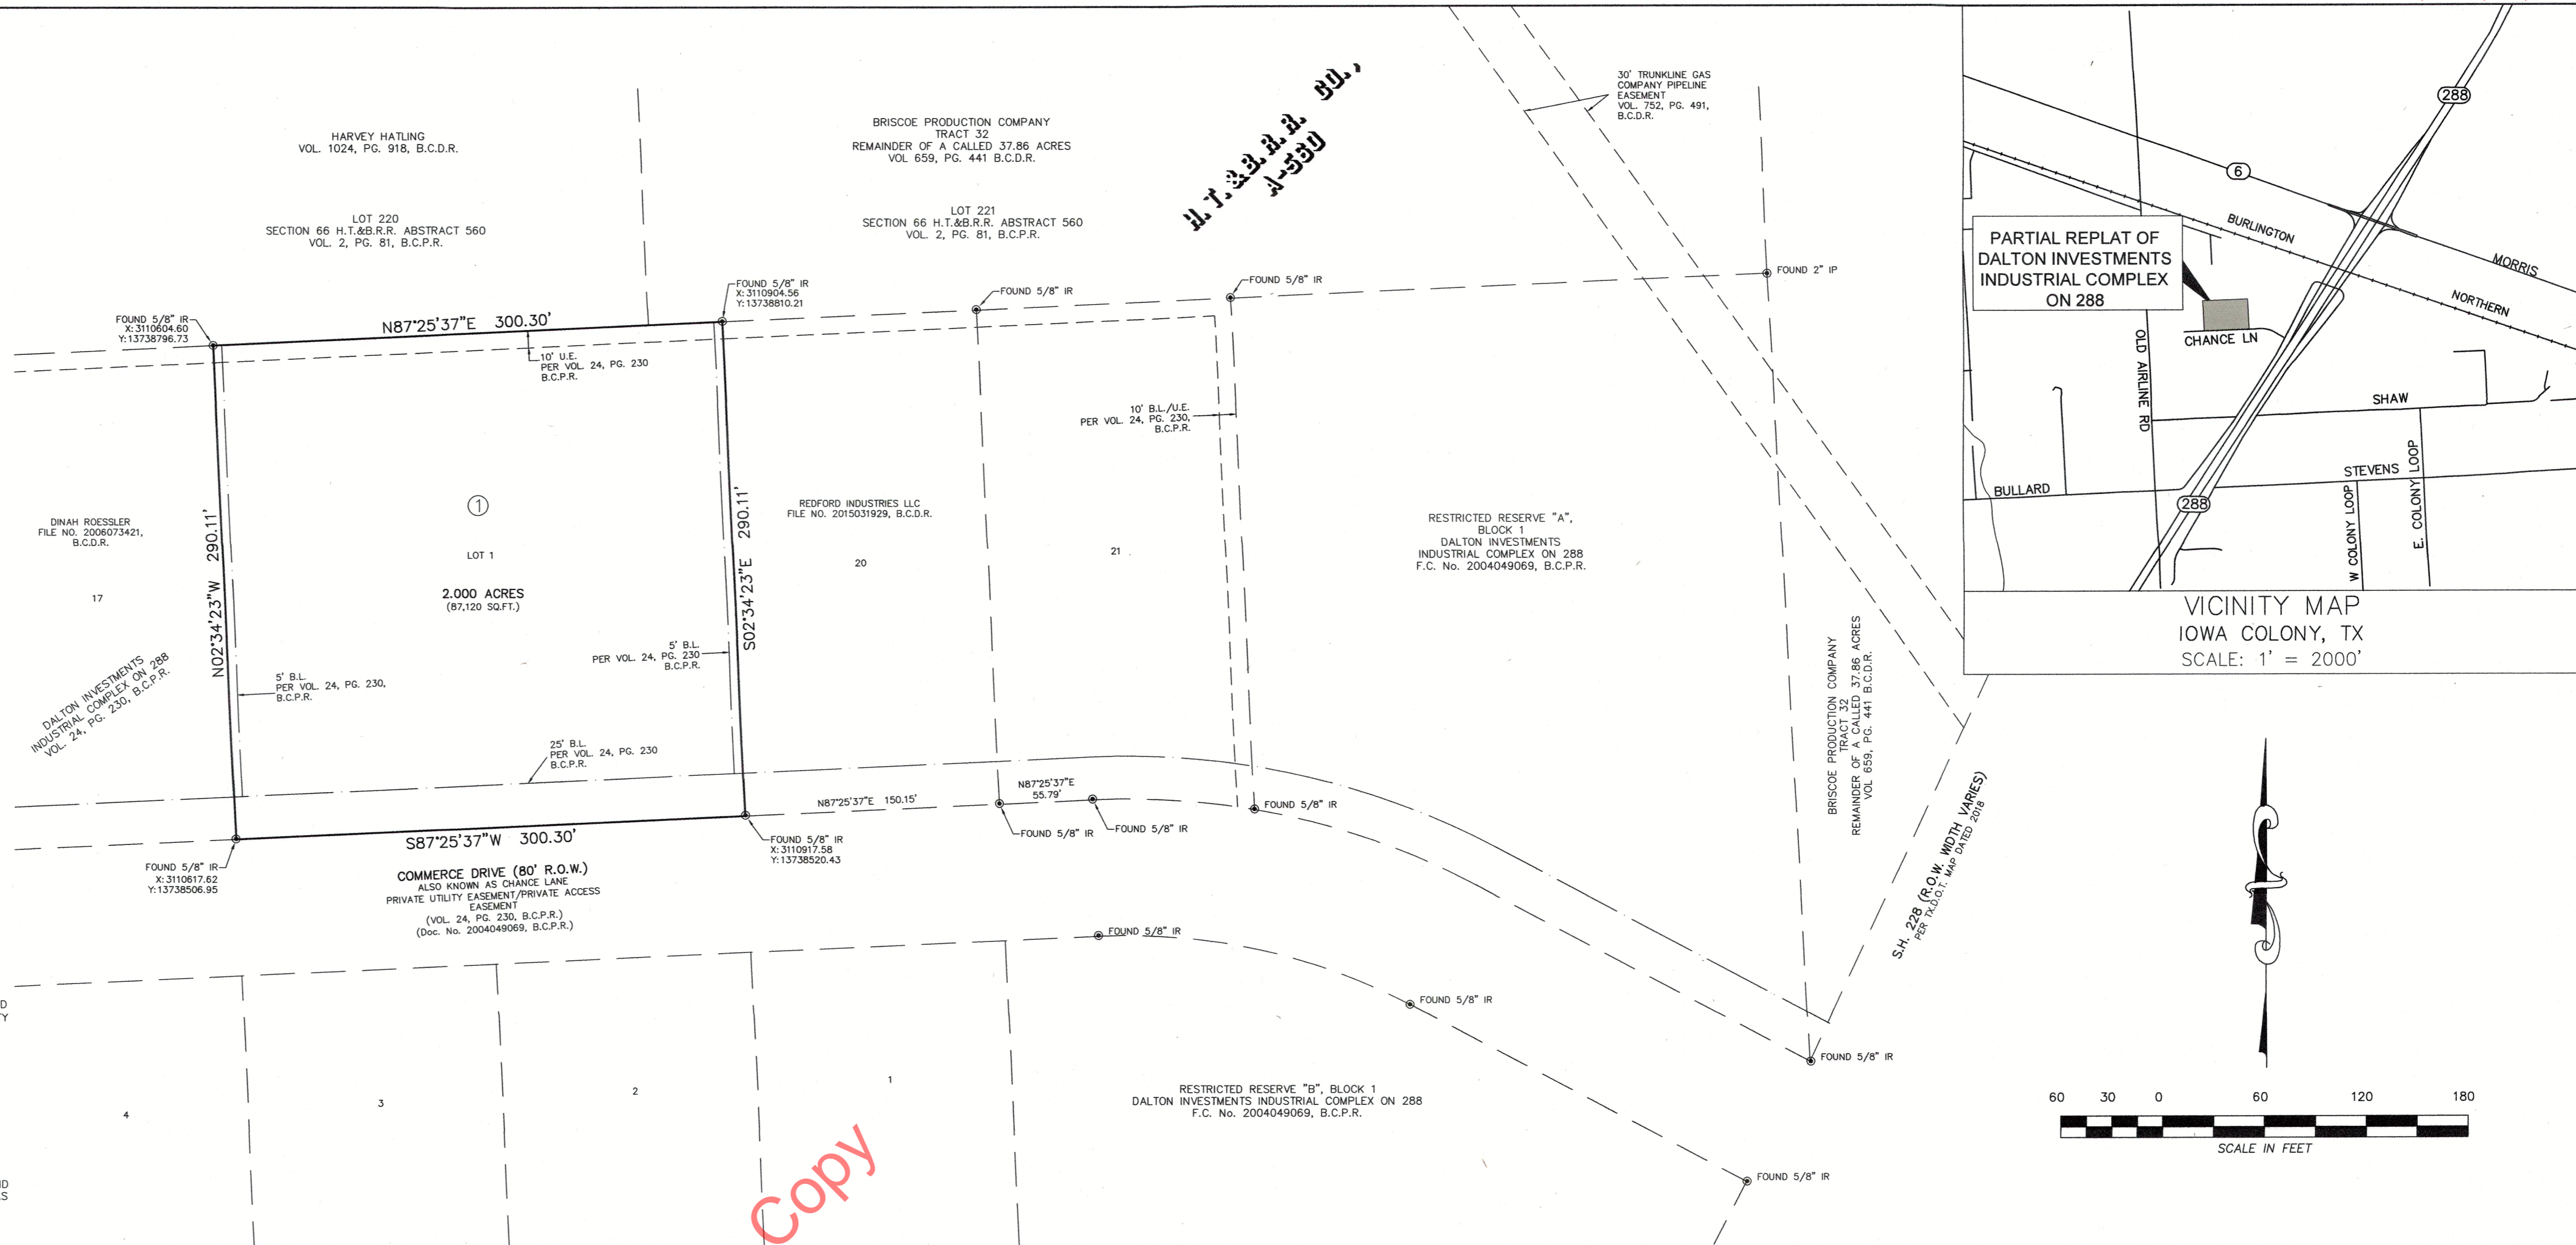 HARVEY HATLING
VOL. 1024, PG. 918, B.C.D.R.
LOT 220
SECTION 66 H.T.&B.R.R. ABSTRACT 560
VOL. 2, PG. 81, B.C.P.R.
BRISCOE PRODUCTION COMPANY
TRACT 32
REMAINDER OF A CALLED 37.86 ACRES
VOL 659, PG. 441 B.C.D.R.
LOT 221
SECTION 66 H.T.&B.R.R. ABSTRACT 560
VOL. 2, PG. 81, B.C.P.R.
H.T.&B.R.R. CO.,
A-560
30' TRUNKLINE GAS
COMPANY PIPELINE
EASEMENT
VOL. 752, PG. 491,
B.C.D.R.
FOUND 5/8" IR
X: 3110604.60
Y: 13738796.73
N87°25'37"E 300.30'
FOUND 5/8" IR
X: 3110904.56
Y: 13738810.21
FOUND 5/8" IR
FOUND 5/8" IR
FOUND 2" IP
10' U.E.
PER VOL. 24, PG. 230
B.C.P.R.
10' B.L./U.E.
PER VOL. 24, PG. 230,
B.C.P.R.
DINAH ROESSLER
FILE NO. 2006073421,
B.C.D.R.
17
DALTON INVESTMENTS
INDUSTRIAL COMPLEX ON 288
VOL. 24, PG. 230, B.C.P.R.
N02°34'23"W 290.11'
1
LOT 1
2.000 ACRES
(87,120 SQ.FT.)
5' B.L.
PER VOL. 24, PG. 230,
B.C.P.R.
5' B.L.
PER VOL. 24, PG. 230
B.C.P.R.
25' B.L.
PER VOL. 24, PG. 230
B.C.P.R.
S02°34'23"E 290.11'
REDFORD INDUSTRIES LLC
FILE NO. 2015031929, B.C.D.R.
20
21
RESTRICTED RESERVE "A",
BLOCK 1
DALTON INVESTMENTS
INDUSTRIAL COMPLEX ON 288
F.C. No. 2004049069, B.C.P.R.
BRISCOE PRODUCTION COMPANY
TRACT 32
REMAINDER OF A CALLED 37.86 ACRES
VOL 659, PG. 441 B.C.D.R.
S.H. 228 (R.O.W. WIDTH VARIES)
PER TX.D.O.T. MAP DATED 2018
N87°25'37"E 150.15'
N87°25'37"E
55.79'
FOUND 5/8" IR
FOUND 5/8" IR
FOUND 5/8" IR
S87°25'37"W 300.30'
FOUND 5/8" IR
X: 3110917.58
Y: 13738520.43
FOUND 5/8" IR
X: 3110617.62
Y: 13738506.95
COMMERCE DRIVE (80' R.O.W.)
ALSO KNOWN AS CHANCE LANE
PRIVATE UTILITY EASEMENT/PRIVATE ACCESS
EASEMENT
(VOL. 24, PG. 230, B.C.P.R.)
(Doc. No. 2004049069, B.C.P.R.)
FOUND 5/8" IR
FOUND 5/8" IR
FOUND 5/8" IR
FOUND 5/8" IR
4
3
2
1
RESTRICTED RESERVE "B", BLOCK 1
DALTON INVESTMENTS INDUSTRIAL COMPLEX ON 288
F.C. No. 2004049069, B.C.P.R.
Copy
D
Y
ID
S
288
6
BURLINGTON
MORRIS
NORTHERN
PARTIAL REPLAT OF
DALTON INVESTMENTS
INDUSTRIAL COMPLEX
ON 288
CHANCE LN
OLD AIRLINE RD
SHAW
STEVENS
BULLARD
288
W COLONY LOOP
E. COLONY LOOP
VICINITY MAP
IOWA COLONY, TX
SCALE: 1' = 2000'
60 30 0 60 120 180
SCALE IN FEET